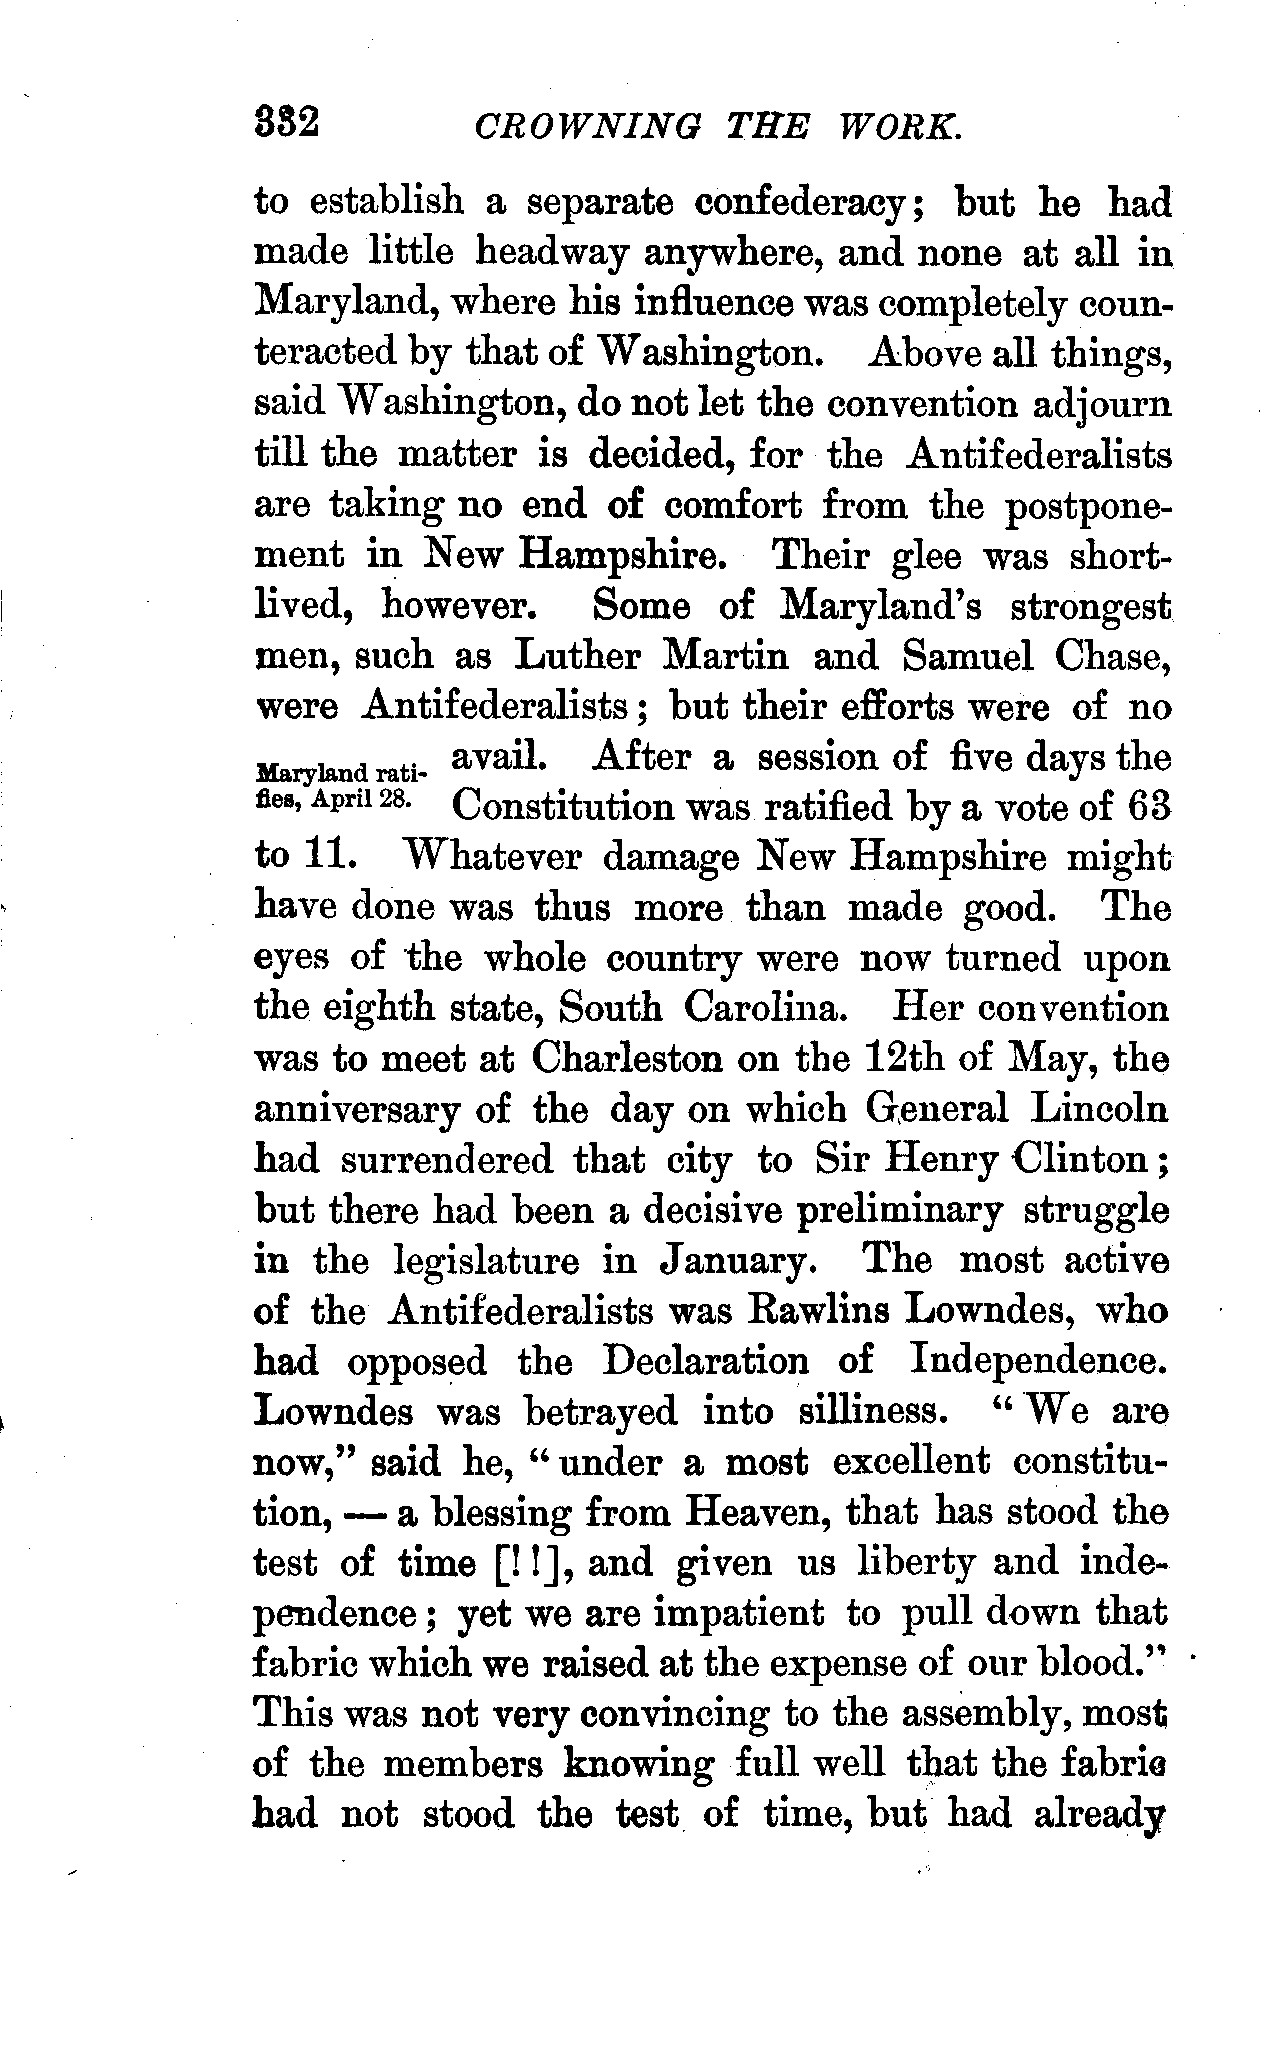 332 CROWNING THE WORK.
to establish a separate confederacy; but he had
made little headway anywhere, and none at all in
Maryland, where his influence was completely coun-
teracted by that of Washington. Above all things,
said Washington, do not let the convention adjourn
till the matter is decided, for the Antifederalists
are taking no end of comfort from the postpone-
ment in New Hampshire. Their glee was short-
lived, however. Some of Maryland's strongest
men, such as Luther Martin and Samuel Chase,
were Antifederalists; but their efforts were of no
Maryland rati-
fies, April 28.
avail. After a session of five days the
Constitution was ratified by a vote of 63
to 11. Whatever damage New Hampshire might
have done was thus more than made good. The
eyes of the whole country were now turned upon
the eighth state, South Carolina. Her convention
was to meet at Charleston on the 12th of May, the
anniversary of the day on which General Lincoln
had surrendered that city to Sir Henry Clinton;
but there had been a decisive preliminary struggle
in the legislature in January. The most active
of the Antifederalists was Rawlins Lowndes, who
had opposed the Declaration of Independence.
Lowndes was betrayed into silliness. "We are
now," said he, "under a most excellent constitu-
tion, — a blessing from Heaven, that has stood the
test of time [!!], and given us liberty and inde-
pendence; yet we are impatient to pull down that
fabric which we raised at the expense of our blood."
This was not very convincing to the assembly, most
of the members knowing full well that the fabric
had not stood the test of time, but had already